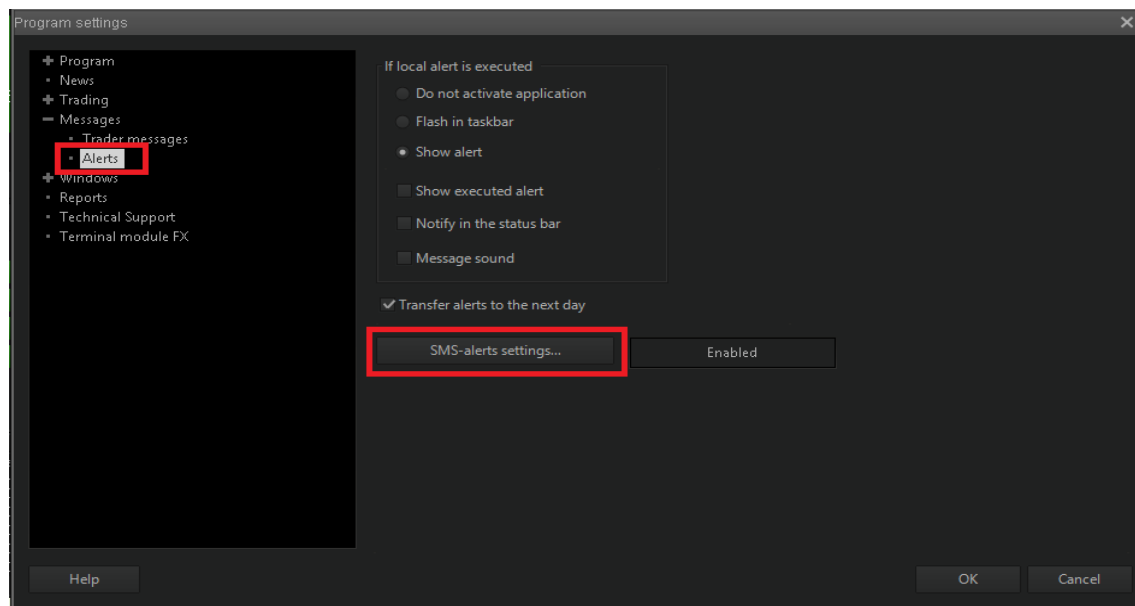 Program settings
Program
News
Trading
Messages
Trader messages
Alerts
Windows
Reports
Technical Support
Terminal module FX
If local alert is executed
Do not activate application
Flash in taskbar
Show alert
Show executed alert
Notify in the status bar
Message sound
Transfer alerts to the next day
SMS-alerts settings...
Enabled
Help
OK
Cancel